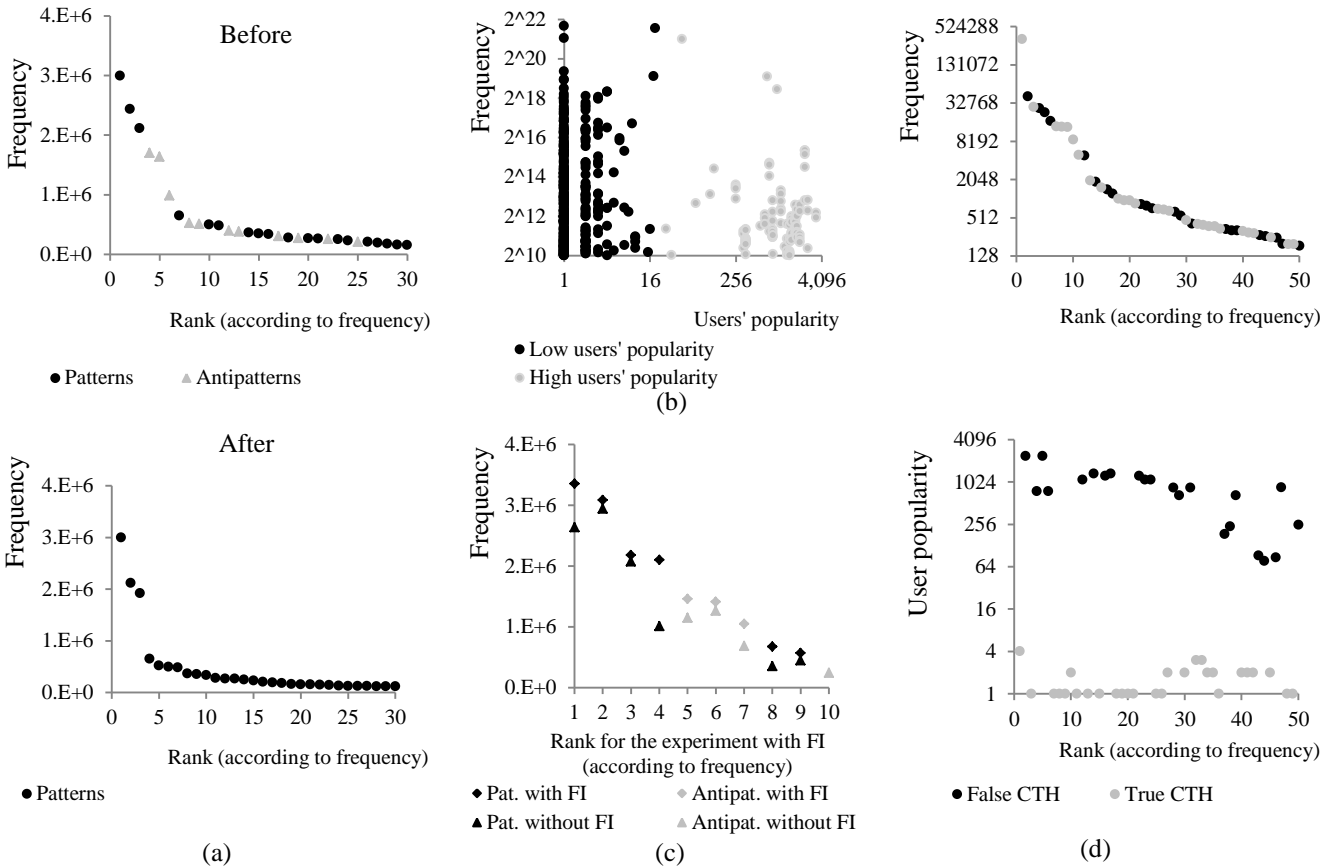 Before
Frequency
4.E+6
3.E+6
2.E+6
1.E+6
0.E+0
0 5 10 15 20 25 30
Rank (according to frequency)
Patterns Antipatterns
After
Frequency
4.E+6
3.E+6
2.E+6
1.E+6
0.E+0
0 5 10 15 20 25 30
Rank (according to frequency)
Patterns
(a)
Frequency
2^22
2^20
2^18
2^16
2^14
2^12
2^10
1 16 256 4,096
Users' popularity
Low users' popularity
High users' popularity
(b)
Frequency
4.E+6
3.E+6
2.E+6
1.E+6
0.E+0
1 2 3 4 5 6 7 8 9 10
Rank for the experiment with FI
(according to frequency)
Pat. with FI Antipat. with FI
Pat. without FI Antipat. without FI
(c)
Frequency
524288
131072
32768
8192
2048
512
128
0 10 20 30 40 50
Rank (according to frequency)
User popularity
4096
1024
256
64
16
4
1
0 10 20 30 40 50
Rank (according to frequency)
False CTH True CTH
(d)